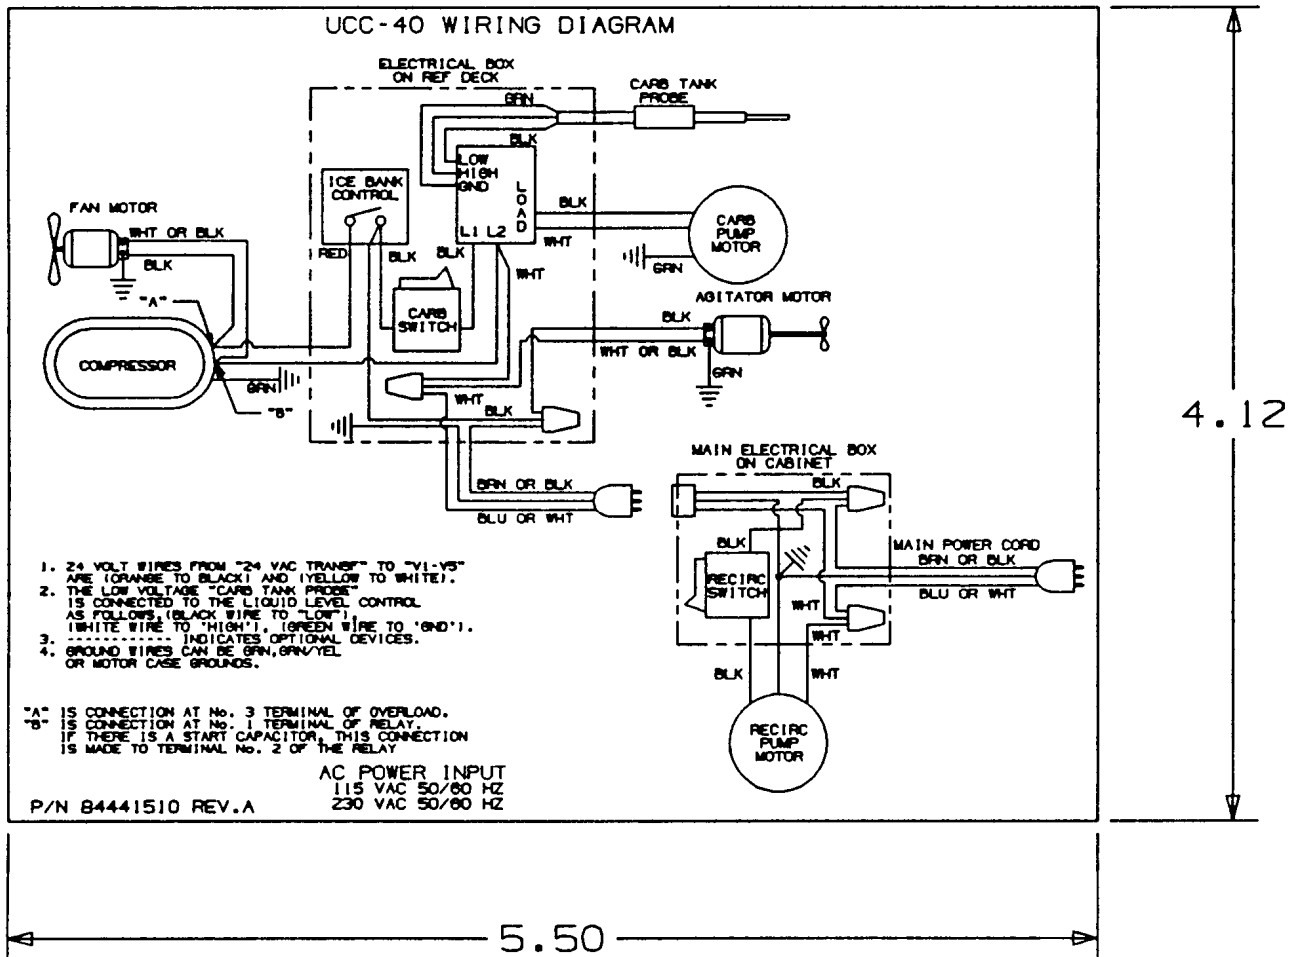 UCC-40 WIRING DIAGRAM
ELECTRICAL BOX
ON REF DECK
GRN
CARB TANK
PROBE
BLK
LOW
HIGH
GND
LOAD
L1 L2
ICE BANK
CONTROL
FAN MOTOR
WHT OR BLK
BLK
RED
BLK
BLK
WHT
BLK
WHT
CARB
PUMP
MOTOR
GRN
"A"
CARB
SWITCH
AGITATOR MOTOR
BLK
WHT OR BLK
GRN
COMPRESSOR
GRN
"B"
WHT
BLK
4.12
MAIN ELECTRICAL BOX
ON CABINET
BLK
BRN OR BLK
BLU OR WHT
BLK
MAIN POWER CORD
BRN OR BLK
BLU OR WHT
RECIRC
SWITCH
WHT
WHT
BLK
WHT
RECIRC
PUMP
MOTOR
1. 24 VOLT WIRES FROM "24 VAC TRANSF" TO "V1-V5"
ARE (ORANGE TO BLACK) AND (YELLOW TO WHITE).
2. THE LOW VOLTAGE "CARB TANK PROBE"
IS CONNECTED TO THE LIQUID LEVEL CONTROL
AS FOLLOWS, (BLACK WIRE TO "LOW"),
(WHITE WIRE TO 'HIGH'), (GREEN WIRE TO 'GND').
3. ------------ INDICATES OPTIONAL DEVICES.
4. GROUND WIRES CAN BE GRN, GRN/YEL
OR MOTOR CASE GROUNDS.
"A" IS CONNECTION AT No. 3 TERMINAL OF OVERLOAD.
"B" IS CONNECTION AT No. 1 TERMINAL OF RELAY.
IF THERE IS A START CAPACITOR, THIS CONNECTION
IS MADE TO TERMINAL No. 2 OF THE RELAY
AC POWER INPUT
115 VAC 50/60 HZ
230 VAC 50/60 HZ
P/N 84441510 REV.A
5.50